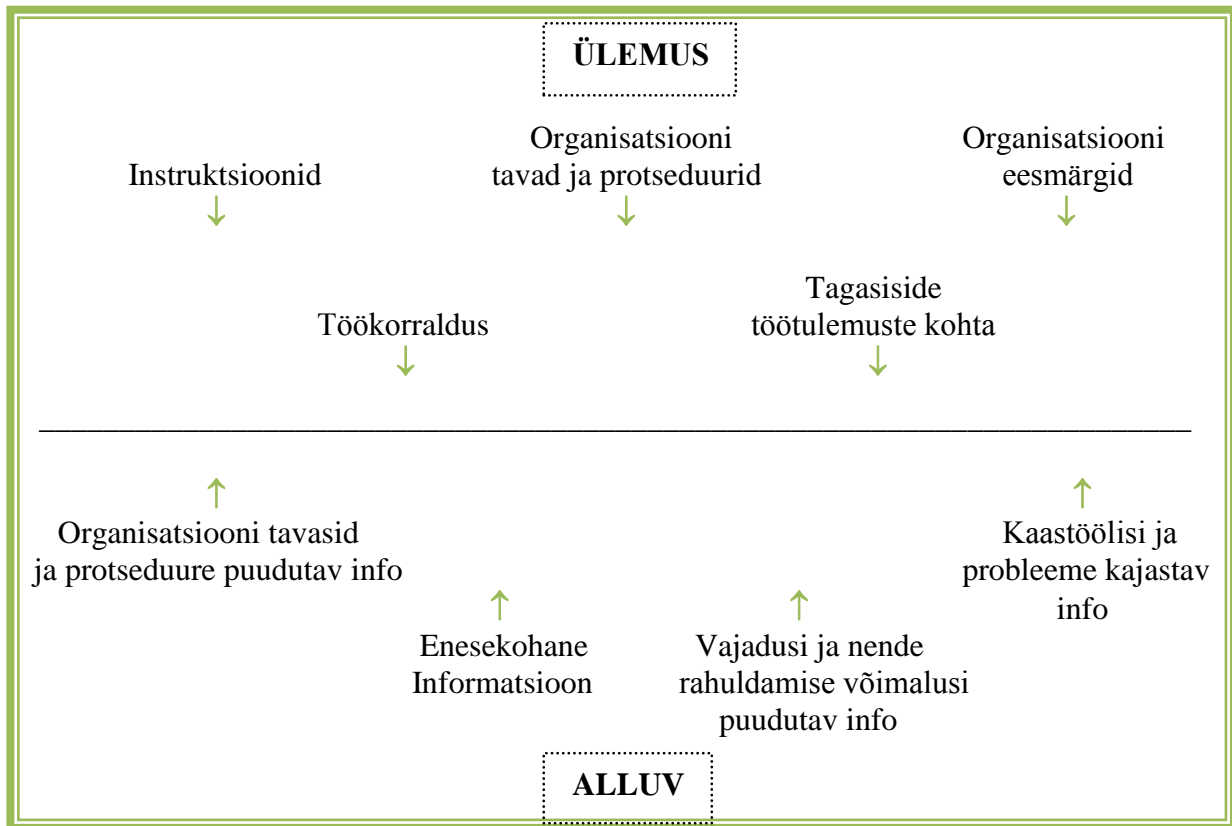 ÜLEMUS
Instruktsioonid
Organisatsiooni
tavad ja protseduurid
Organisatsiooni
eesmärgid
Töökorraldus
Tagasiside
töötulemuste kohta
Organisatsiooni tavasid
ja protseduure puudutav info
Enesekohane
Informatsioon
Vajadusi ja nende
rahuldamise võimalusi
puudutav info
Kaastöölisi ja
probleeme kajastav
info
ALLUV